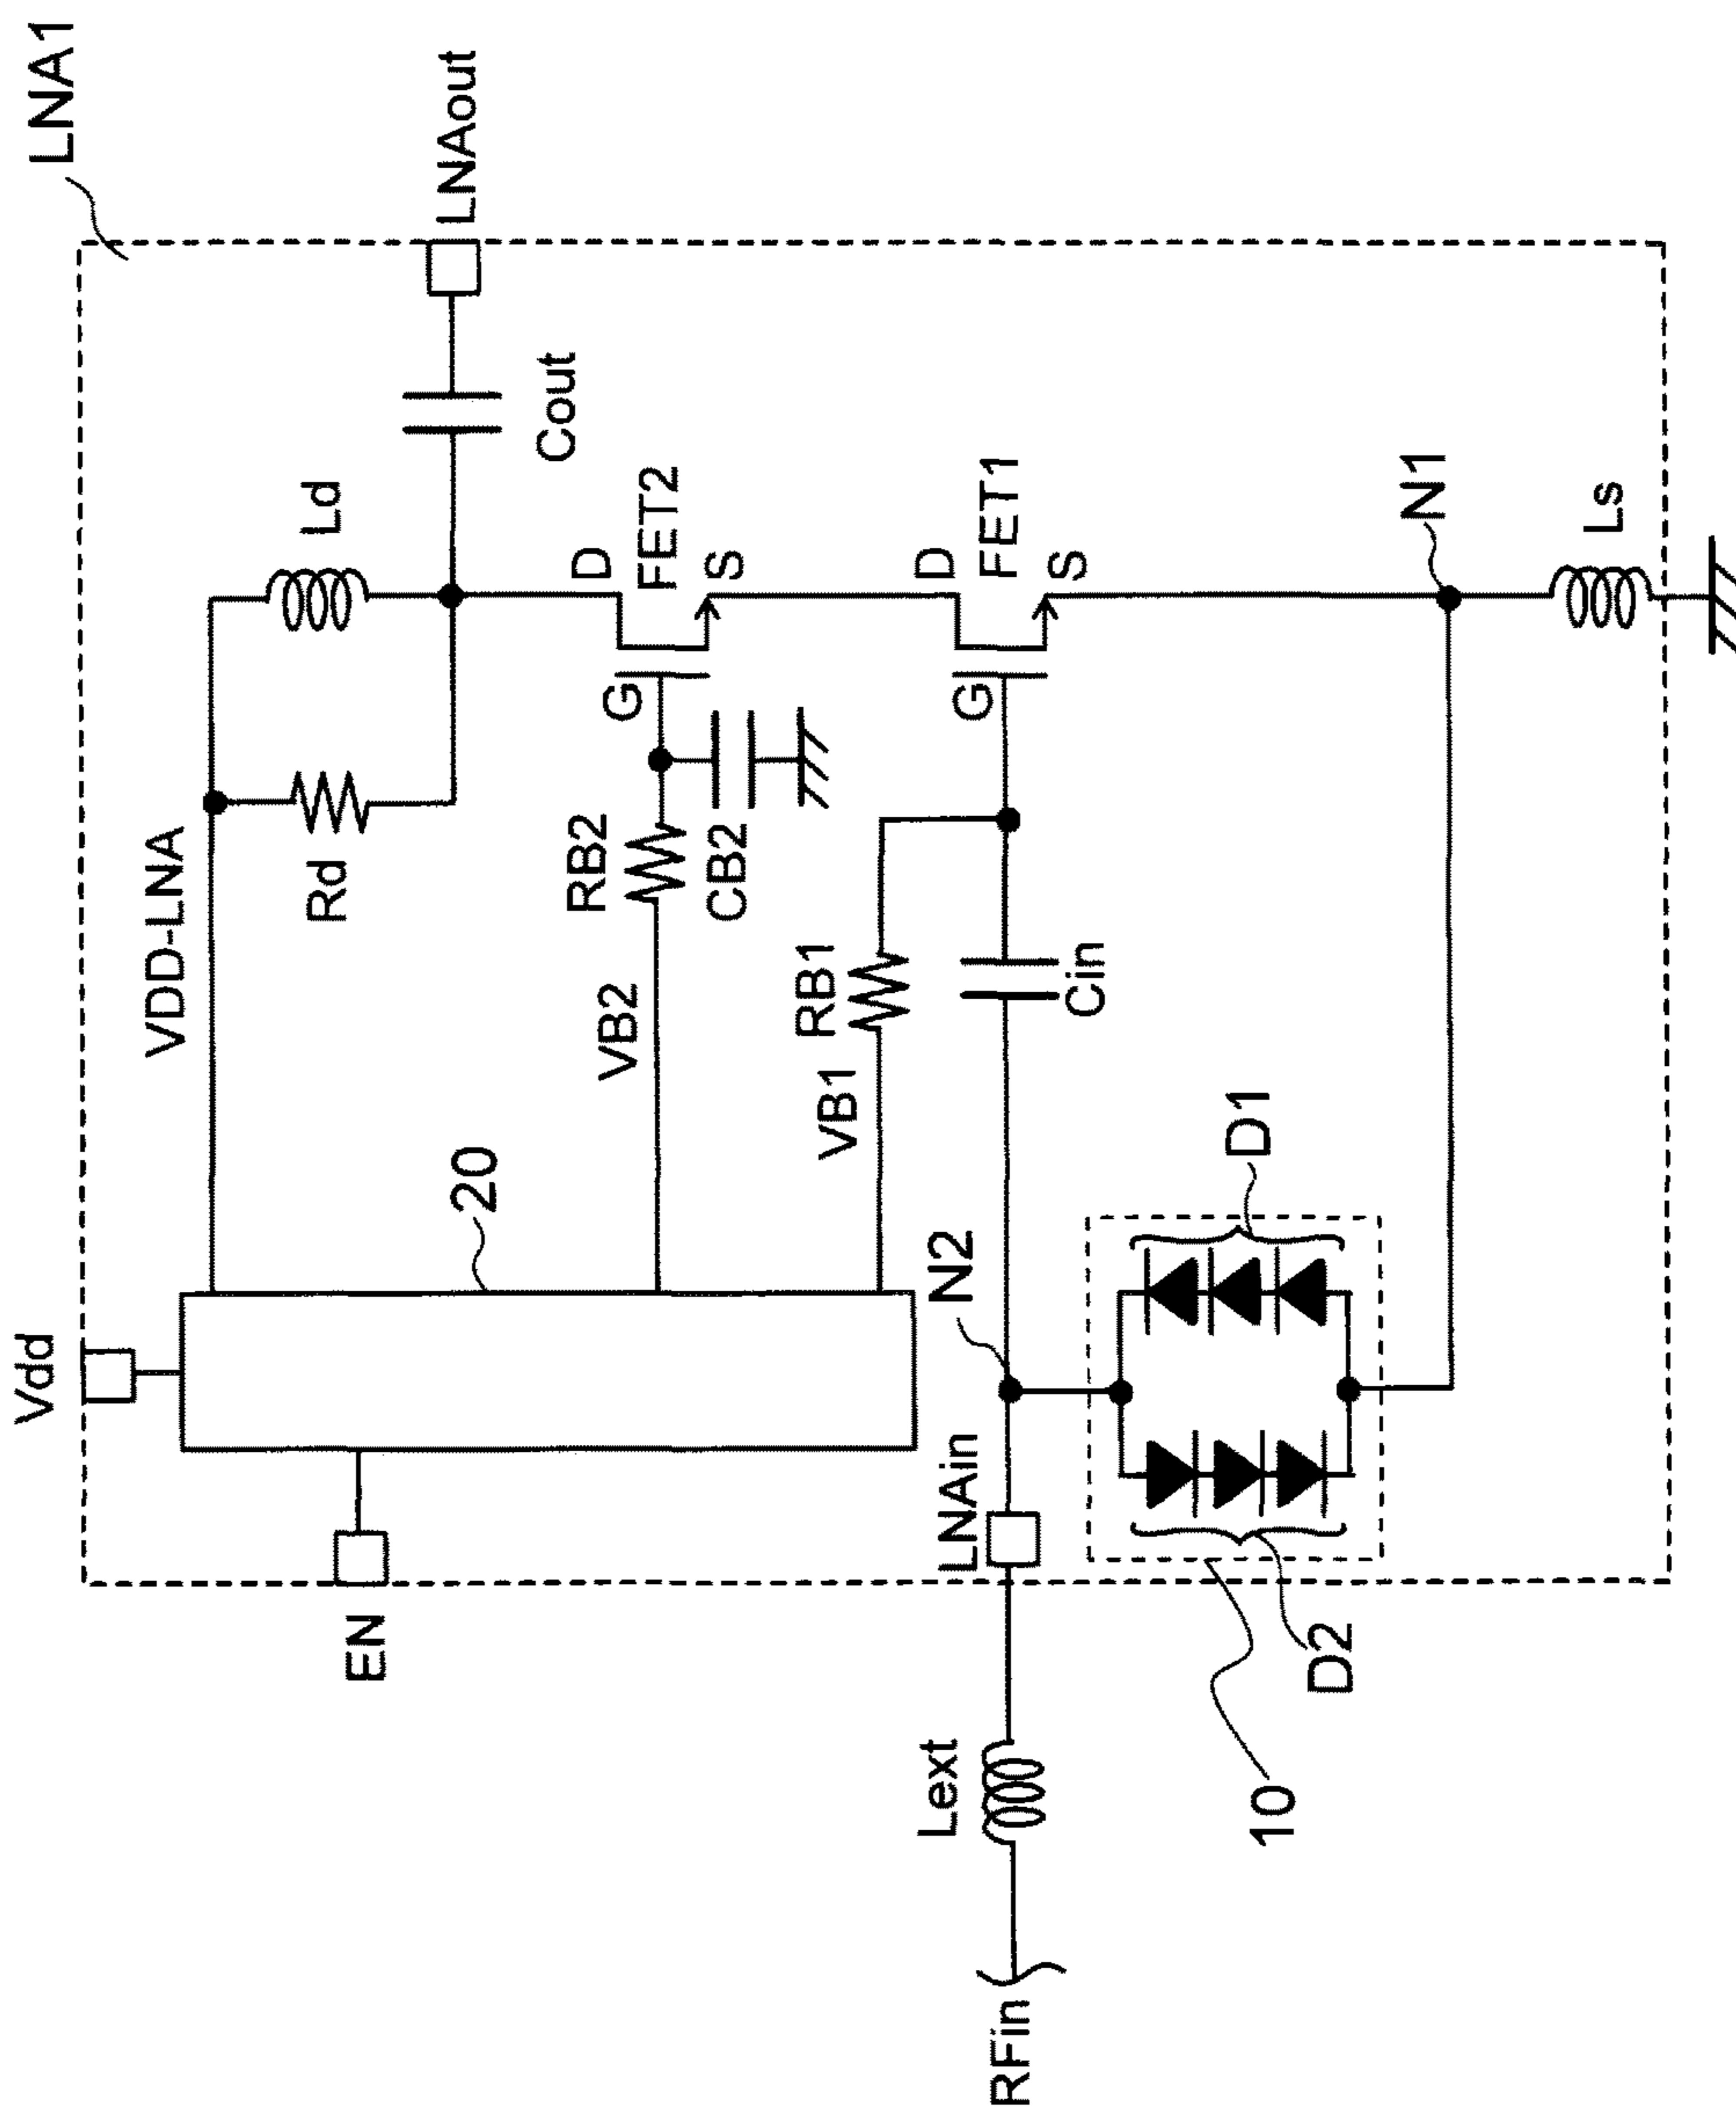 LNA1
Vdd
EN
20
VDD-LNA
Rd
Ld
Cout
LNAout
VB2
RB2
CB2
G
D
FET2
S
VB1
RB1
Cin
G
D
FET1
S
RFin
Lext
LNAin
N2
10
D2
D1
N1
Ls